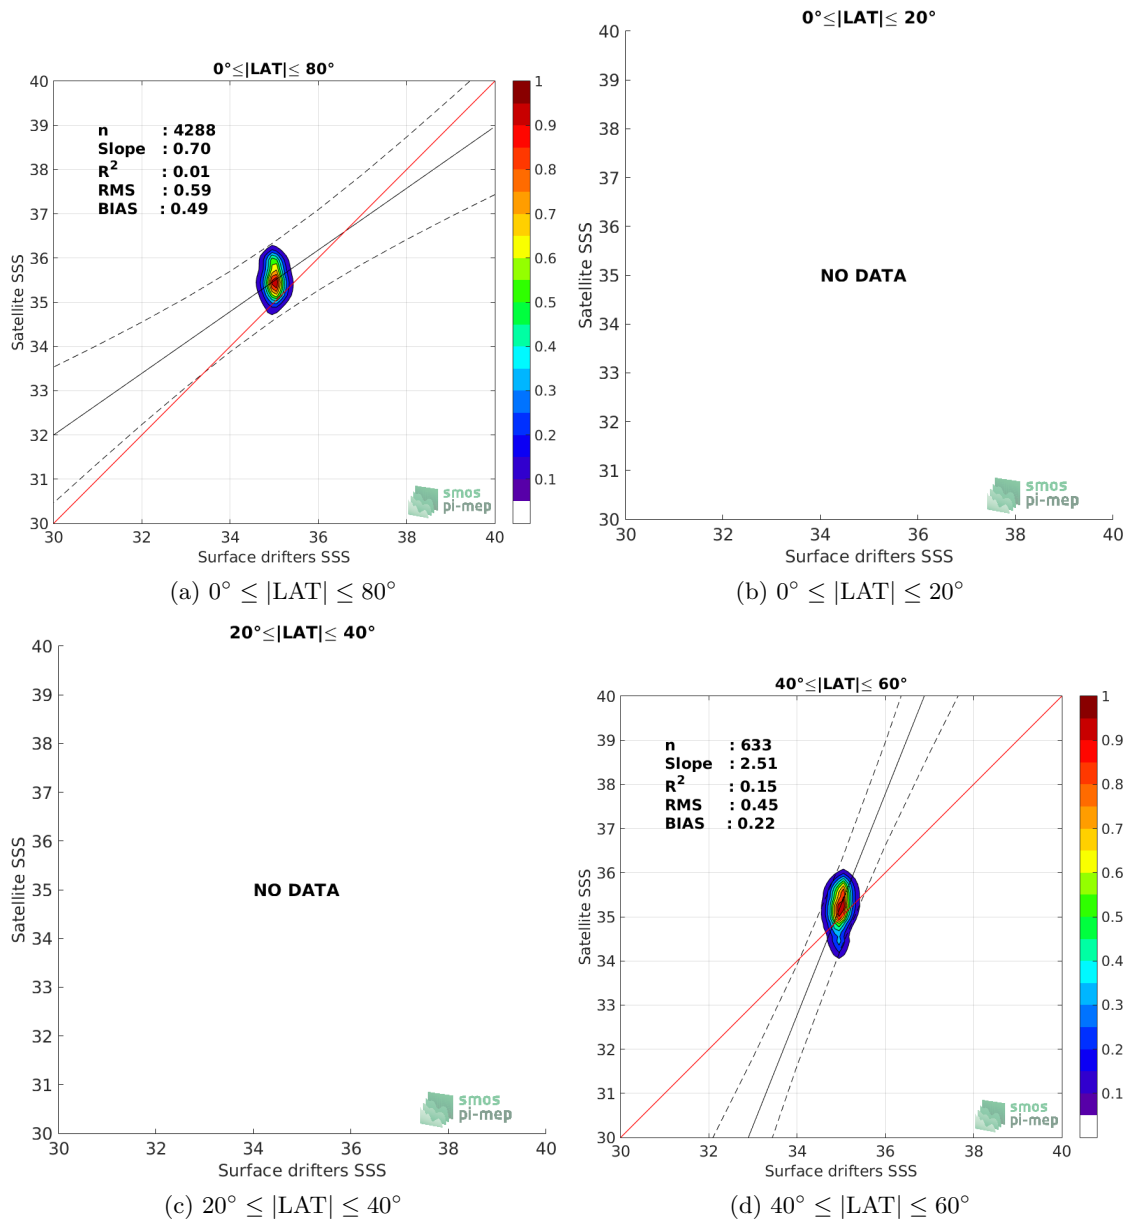 0°≤|LAT|≤ 80°
40
39
38
37
36
35
34
33
32
31
30
n : 4288
Slope : 0.70
R2 : 0.01
RMS : 0.59
BIAS : 0.49
Satellite SSS
30 32 34 36 38 40
Surface drifters SSS
smos
pi-mep
1
0.9
0.8
0.7
0.6
0.5
0.4
0.3
0.2
0.1
(a) 0° ≤ |LAT| ≤ 80°
0°≤|LAT|≤ 20°
40
39
38
37
36
35
34
33
32
31
30
NO DATA
Satellite SSS
30 32 34 36 38 40
Surface drifters SSS
smos
pi-mep
(b) 0° ≤ |LAT| ≤ 20°
20°≤|LAT|≤ 40°
40
39
38
37
36
35
34
33
32
31
30
NO DATA
Satellite SSS
30 32 34 36 38 40
Surface drifters SSS
smos
pi-mep
(c) 20° ≤ |LAT| ≤ 40°
40°≤|LAT|≤ 60°
40
39
38
37
36
35
34
33
32
31
30
n : 633
Slope : 2.51
R2 : 0.15
RMS : 0.45
BIAS : 0.22
Satellite SSS
30 32 34 36 38 40
Surface drifters SSS
smos
pi-mep
1
0.9
0.8
0.7
0.6
0.5
0.4
0.3
0.2
0.1
(d) 40° ≤ |LAT| ≤ 60°